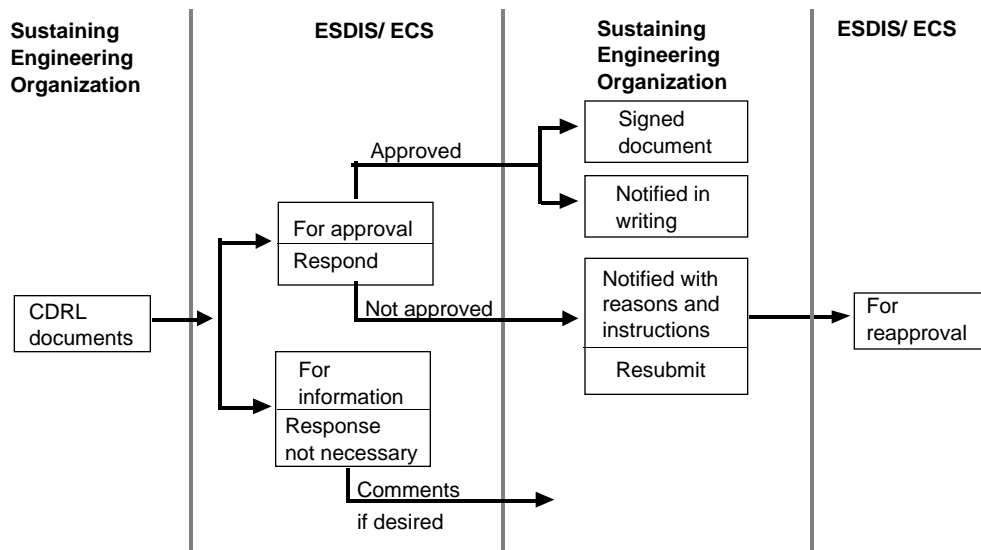 Sustaining
Engineering
Organization
ESDIS/ ECS
Sustaining
Engineering
Organization
ESDIS/ ECS
CDRL
documents
Approved
For approval
Respond
Not approved
For
information
Response
not necessary
Comments
if desired
Signed
document
Notified in
writing
Notified with
reasons and
instructions
Resubmit
For
reapproval